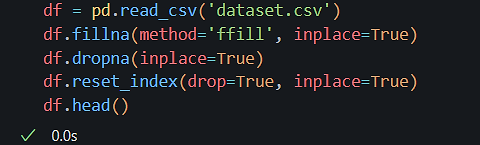 df = pd.read_csv('dataset.csv')
df.fillna(method='ffill', inplace=True)
df.dropna(inplace=True)
df.reset_index(drop=True, inplace=True)
df.head()
✓ 0.0s